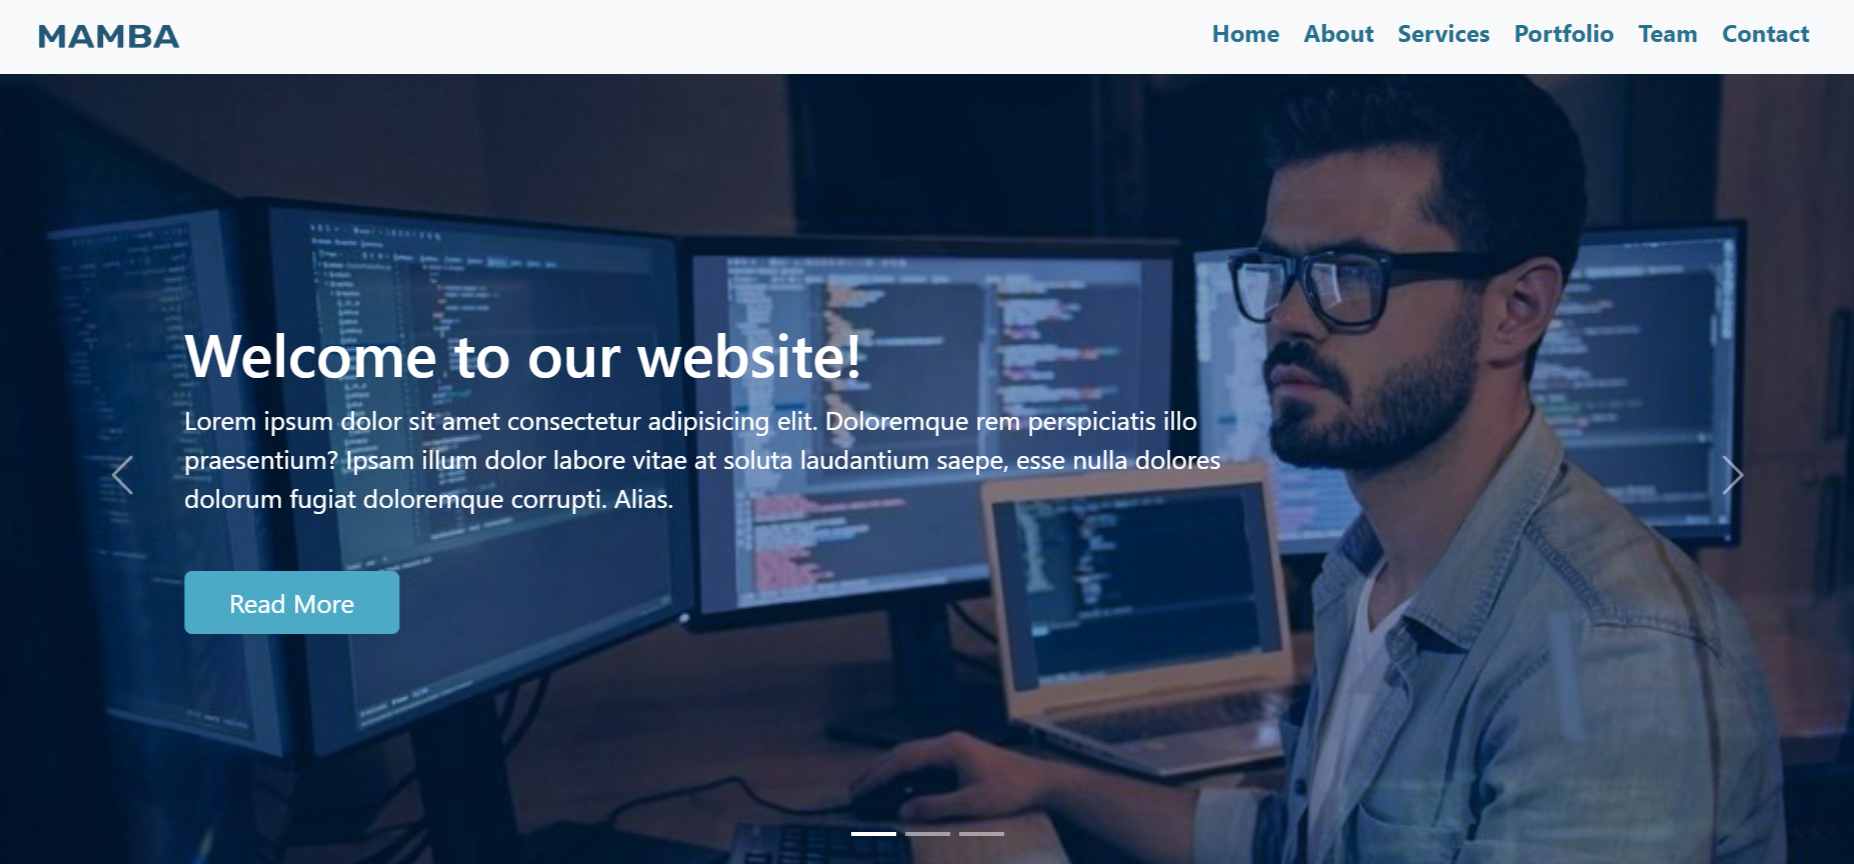 MAMBA
Home About Services Portfolio Team Contact
Welcome to our website!
Lorem ipsum dolor sit amet consectetur adipisicing elit. Doloremque rem perspiciatis illo
praesentium? Ipsam illum dolor labore vitae at soluta laudantium saepe, esse nulla dolores
dolorum fugiat doloremque corrupti. Alias.
Read More